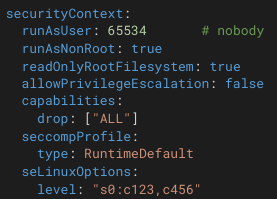 securityContext:
  runAsUser: 65534       # nobody
  runAsNonRoot: true
  readOnlyRootFilesystem: true
  allowPrivilegeEscalation: false
  capabilities:
    drop: ["ALL"]
  seccompProfile:
    type: RuntimeDefault
  seLinuxOptions:
    level: "s0:c123,c456"